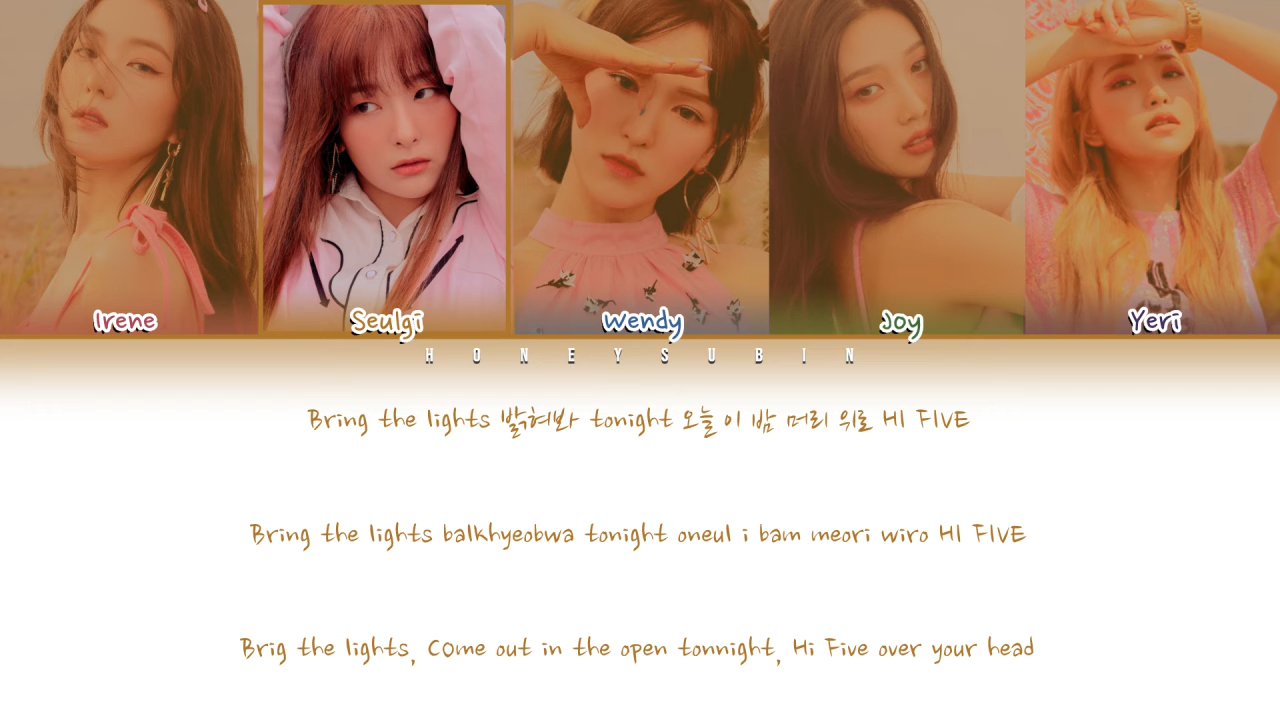 Irene Seulgi Wendy Joy Yeri
HONEYSUBIN
Bring the lights 밝혀봐 tonight 오늘 이 밤 머리 위로 HI FIVE
Bring the lights balkhyeobwa tonight oneul i bam meori wiro HI FIVE
Brig the lights, COme out in the open tonnight, Hi Five over your head